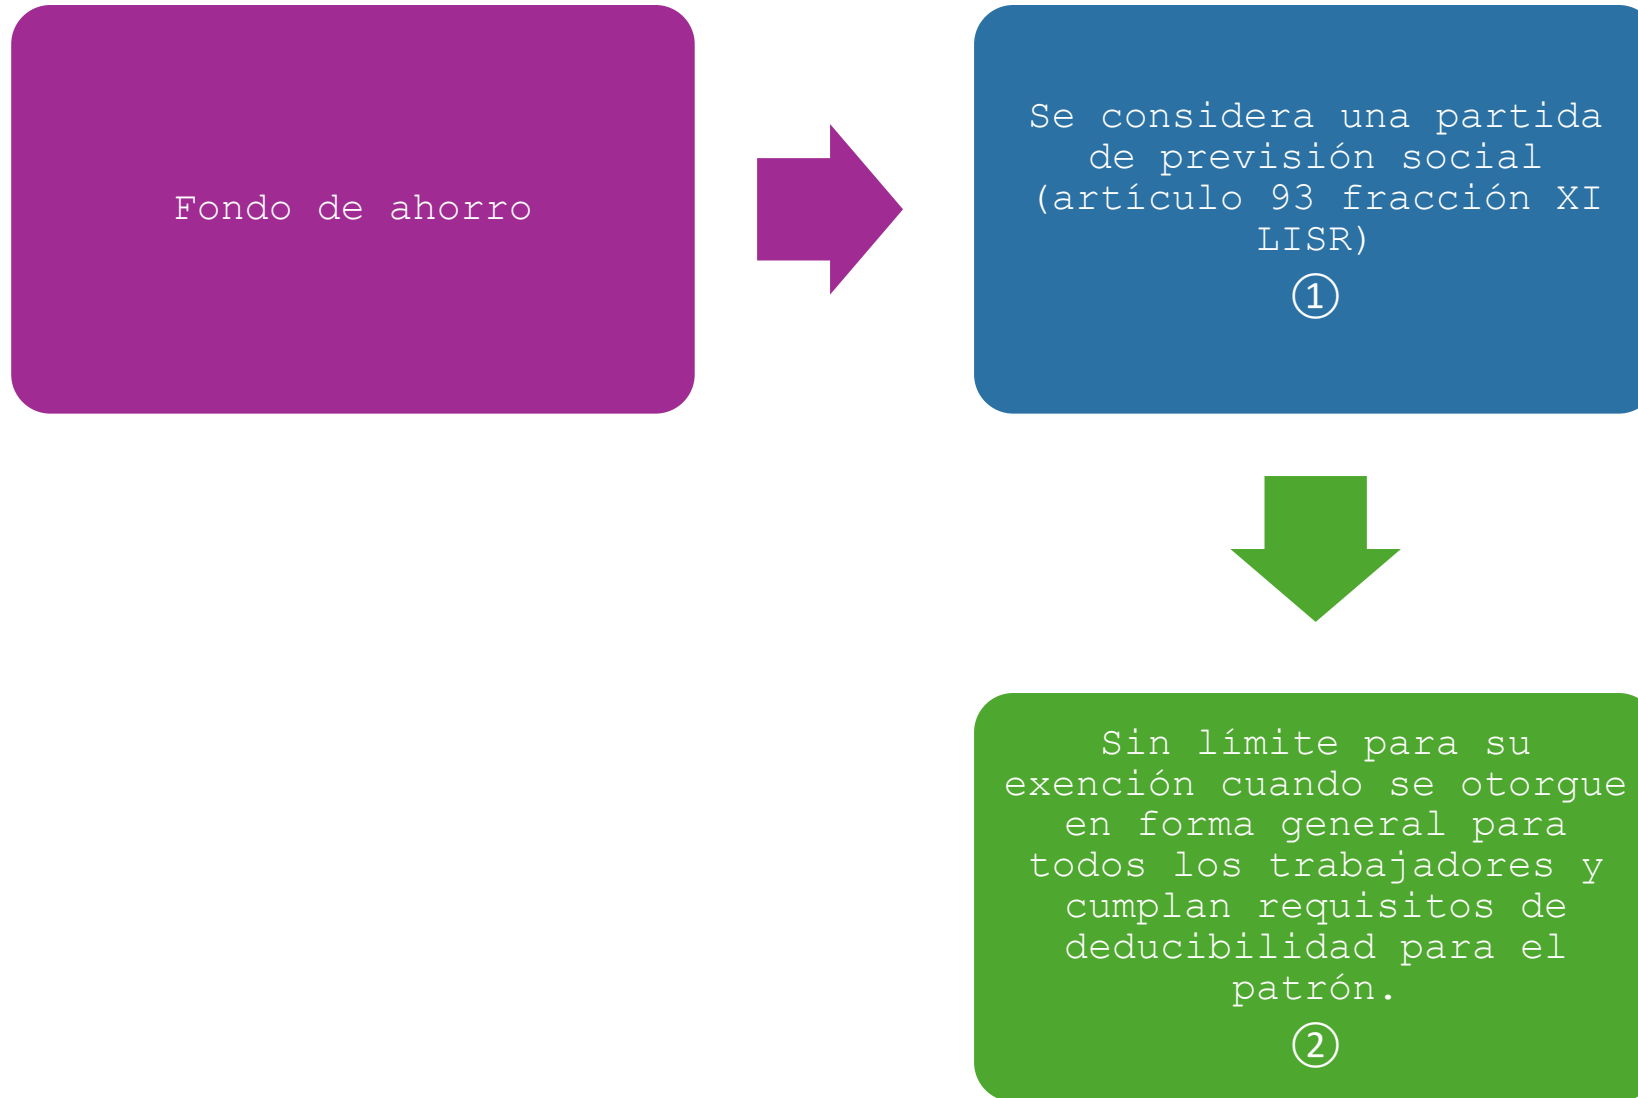 Fondo de ahorro
Se considera una partida
de previsión social
(artículo 93 fracción XI
LISR)
①
Sin límite para su
exención cuando se otorgue
en forma general para
todos los trabajadores y
cumplan requisitos de
deducibilidad para el
patrón.
②